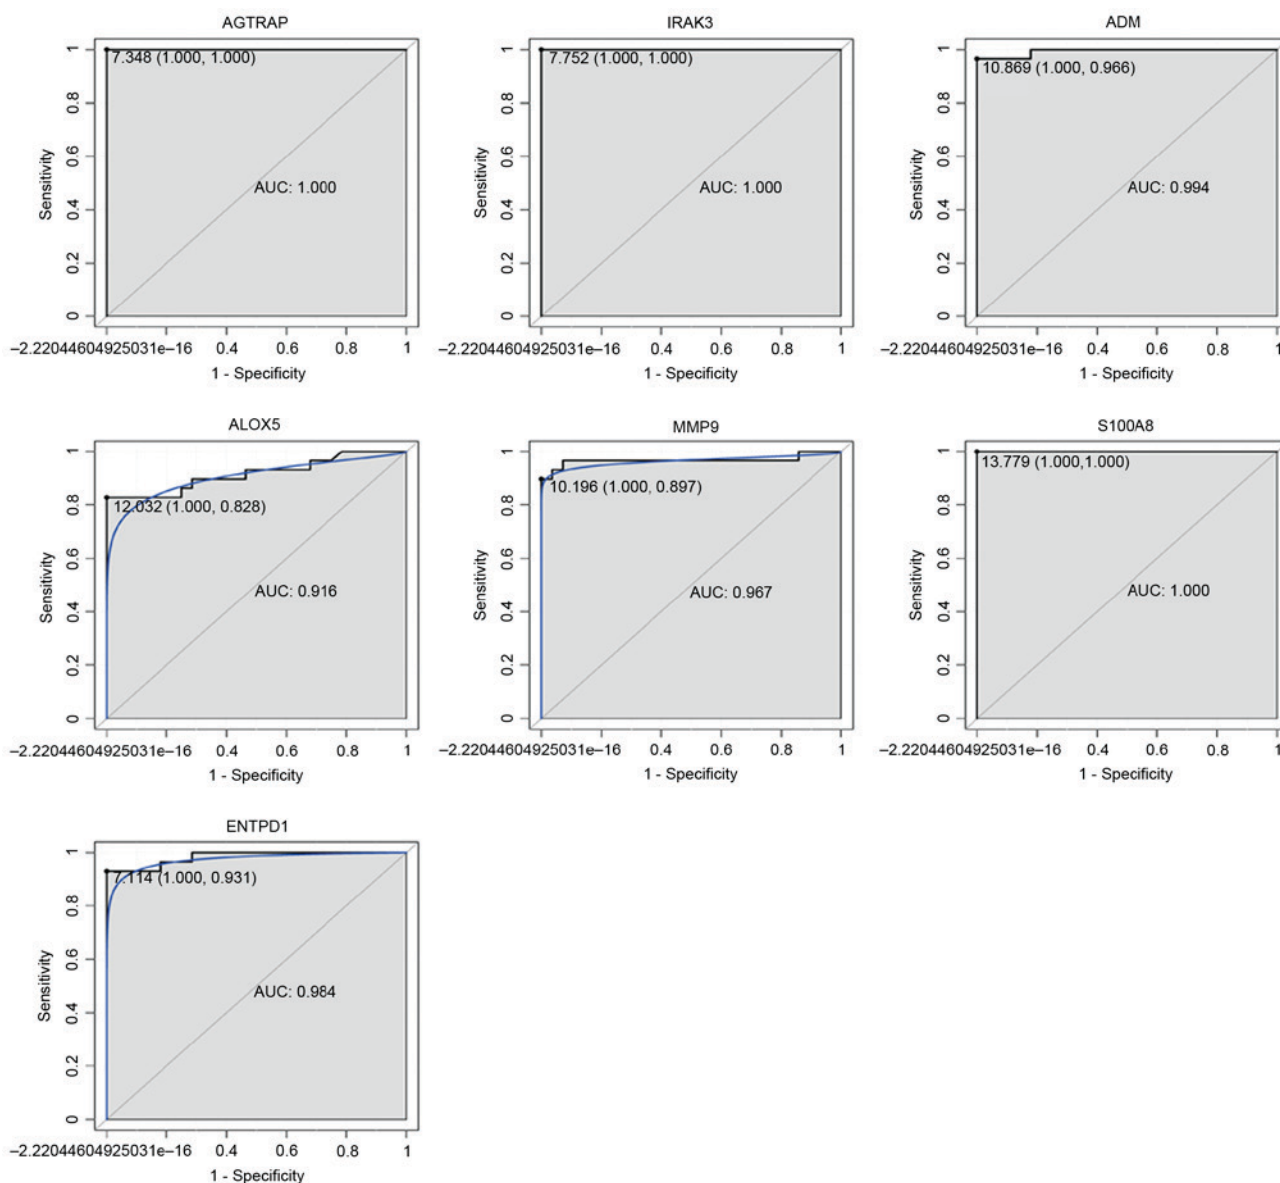 AGTRAP
1
7.348 (1.000, 1.000)
0.8
0.6
Sensitivity
AUC: 1.000
0.4
0.2
0
−2.22044604925031e−16 0.4 0.6 0.8 1
1 - Specificity
IRAK3
1
7.752 (1.000, 1.000)
0.8
0.6
Sensitivity
AUC: 1.000
0.4
0.2
0
−2.22044604925031e−16 0.4 0.6 0.8 1
1 - Specificity
ADM
1
10.869 (1.000, 0.966)
0.8
0.6
Sensitivity
AUC: 0.994
0.4
0.2
0
−2.22044604925031e−16 0.4 0.6 0.8 1
1 - Specificity
ALOX5
1
12.032 (1.000, 0.828)
0.8
0.6
Sensitivity
AUC: 0.916
0.4
0.2
0
−2.22044604925031e−16 0.4 0.6 0.8 1
1 - Specificity
MMP9
1
10.196 (1.000, 0.897)
0.8
0.6
Sensitivity
AUC: 0.967
0.4
0.2
0
−2.22044604925031e−16 0.4 0.6 0.8 1
1 - Specificity
S100A8
1
13.779 (1.000,1.000)
0.8
0.6
Sensitivity
AUC: 1.000
0.4
0.2
0
−2.22044604925031e−16 0.4 0.6 0.8 1
1 - Specificity
ENTPD1
1
7.114 (1.000, 0.931)
0.8
0.6
Sensitivity
AUC: 0.984
0.4
0.2
0
−2.22044604925031e−16 0.4 0.6 0.8 1
1 - Specificity